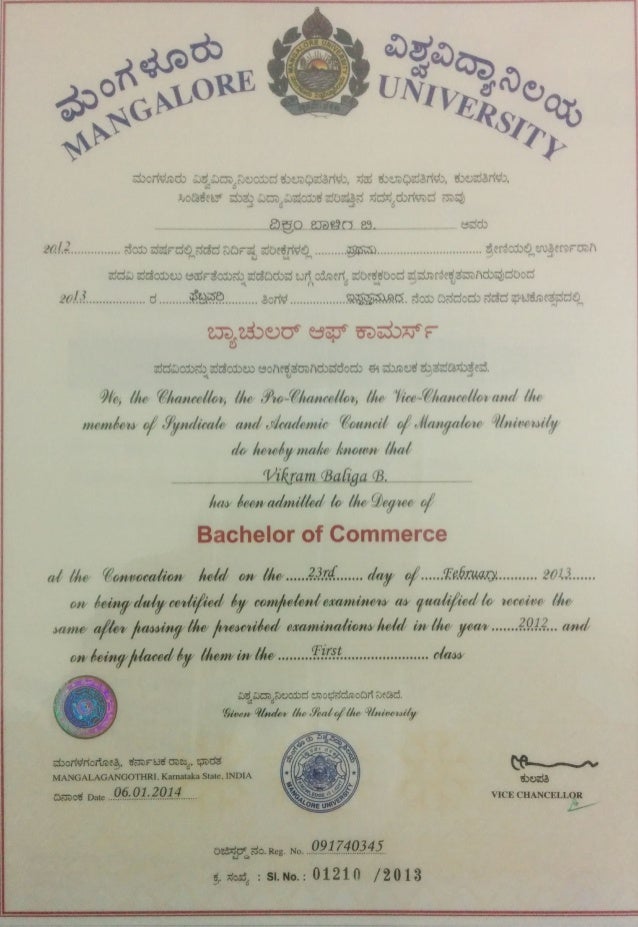 ಮಂಗಳೂರು ವಿಶ್ವವಿದ್ಯಾನಿಲಯ
MANGALORE UNIVERSITY
ಮಂಗಳೂರು ವಿಶ್ವವಿದ್ಯಾನಿಲಯದ ಕುಲಾಧಿಪತಿಗಳು, ಸಹ ಕುಲಾಧಿಪತಿಗಳು, ಕುಲಪತಿಗಳು,
ಸಿಂಡಿಕೇಟ್ ಮತ್ತು ವಿದ್ಯಾವಿಷಯಕ ಪರಿಷತ್ತಿನ ಸದಸ್ಯರುಗಳಾದ ನಾವು
ವಿಕ್ರಂ ಬಾಳಿಗ ಬಿ. ಅವರು
2012 ನೆಯ ವರ್ಷದಲ್ಲಿ ನಡೆದ ನಿರ್ದಿಷ್ಟ ಪರೀಕ್ಷೆಗಳಲ್ಲಿ ಪ್ರಥಮ ಶ್ರೇಣಿಯಲ್ಲಿ ಉತ್ತೀರ್ಣರಾಗಿ
ಪದವಿ ಪಡೆಯಲು ಅರ್ಹತೆಯನ್ನು ಪಡೆದಿರುವ ಬಗ್ಗೆ ಯೋಗ್ಯ ಪರೀಕ್ಷಕರಿಂದ ಪ್ರಮಾಣೀಕೃತವಾಗಿರುವುದರಿಂದ
2013 ರ ಫೆಬ್ರವರಿ ತಿಂಗಳ ಇಪ್ಪತ್ತಮೂರ ನೆಯ ದಿನದಂದು ನಡೆದ ಘಟಿಕೋತ್ಸವದಲ್ಲಿ
ಬ್ಯಾಚುಲರ್ ಆಫ್ ಕಾಮರ್ಸ್
ಪದವಿಯನ್ನು ಪಡೆಯಲು ಅಂಗೀಕೃತರಾಗಿರುವರೆಂದು ಈ ಮೂಲಕ ಶ್ರುತಪಡಿಸುತ್ತೇವೆ.
We, the Chancellor, the Pro-Chancellor, the Vice-Chancellor and the
members of Syndicate and Academic Council of Mangalore University
do hereby make known that
Vikram Baliga B.
has been admitted to the Degree of
Bachelor of Commerce
at the Convocation held on the 23rd day of February 2013
on being duly certified by competent examiners as qualified to receive the
same after passing the prescribed examinations held in the year 2012 and
on being placed by them in the First class
ವಿಶ್ವವಿದ್ಯಾನಿಲಯದ ಲಾಂಛನದೊಂದಿಗೆ ನೀಡಿದೆ.
Given Under the Seal of the University
ಮಂಗಳಗಂಗೋತ್ರಿ, ಕರ್ನಾಟಕ ರಾಜ್ಯ, ಭಾರತ
MANGALAGANGOTHRI, Karnataka State, INDIA
ದಿನಾಂಕ Date 06.01.2014
MANGALORE UNIVERSITY
ಕುಲಪತಿ
VICE CHANCELLOR
ರಿಜಿಸ್ಟರ್ಡ್ ನಂ. Reg. No. 091740345
ಕ್ರ. ಸಂಖ್ಯೆ : Sl. No. : 01210 /2013